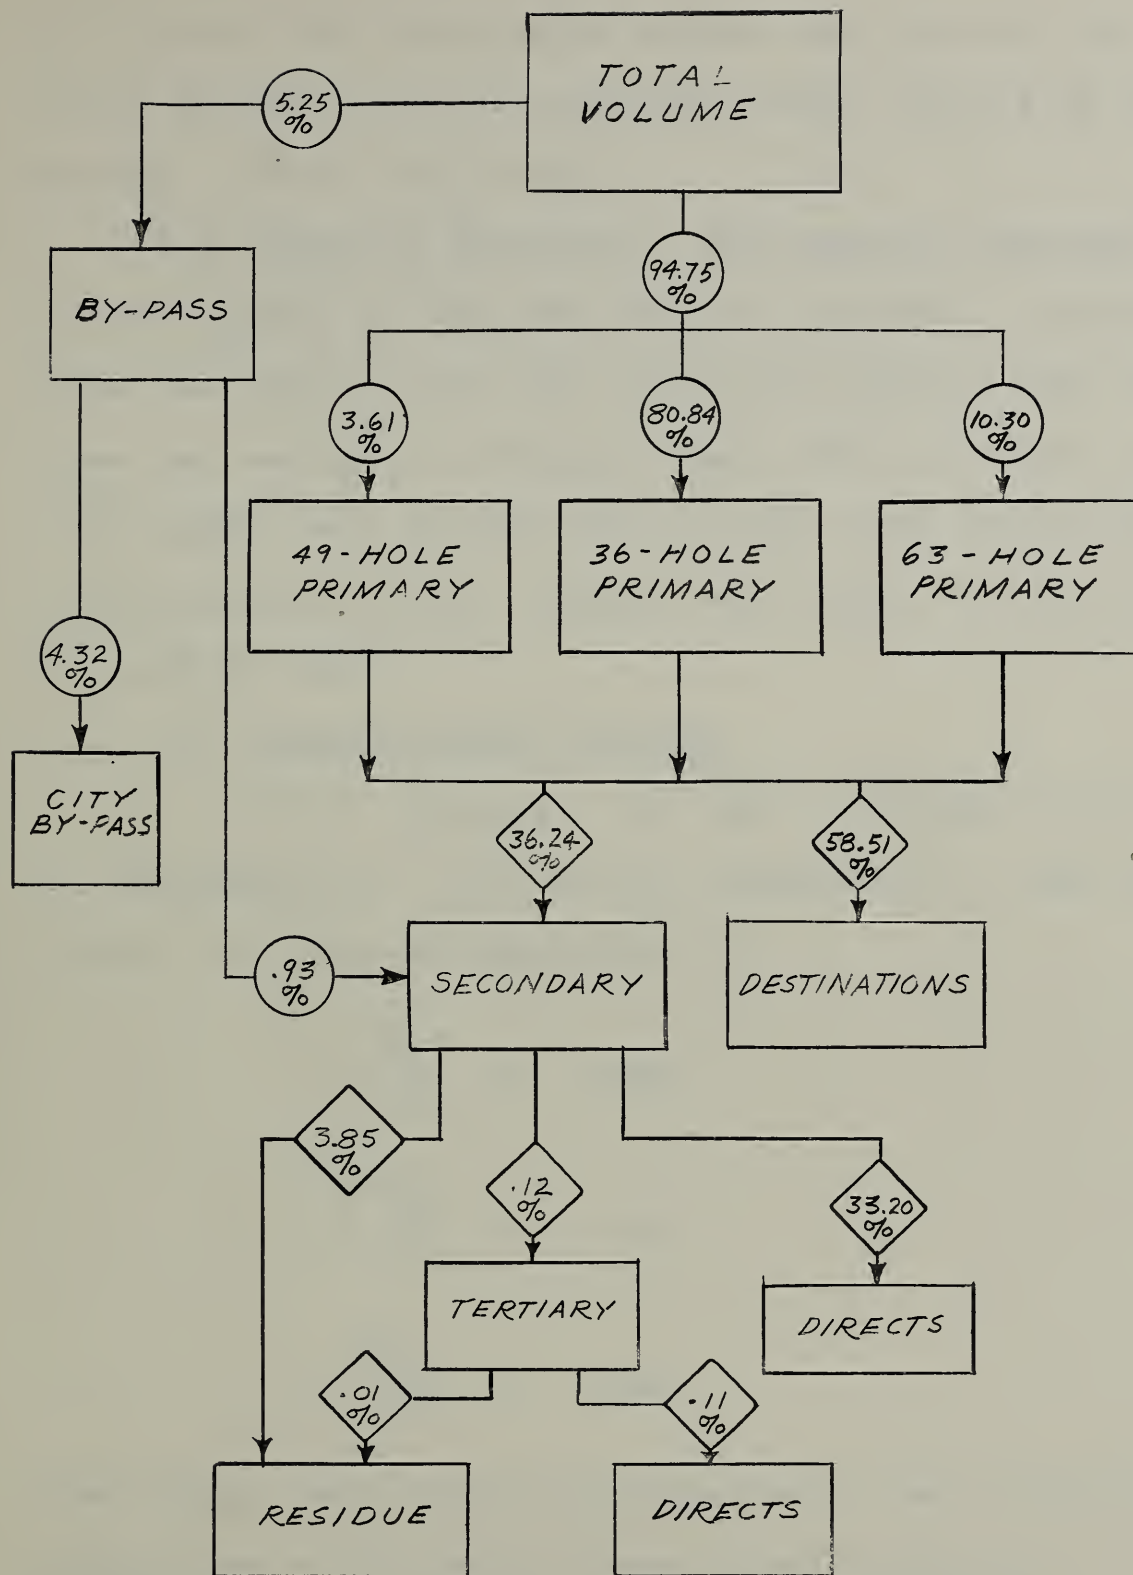 TOTAL
VOLUME
5.25
%
94.75
%
BY-PASS
3.61
%
80.84
%
10.30
%
49-HOLE
PRIMARY
36-HOLE
PRIMARY
63-HOLE
PRIMARY
4.32
%
CITY
BY-PASS
36.24
%
58.51
%
.93
%
SECONDARY
DESTINATIONS
3.85
%
.12
%
33.20
%
TERTIARY
DIRECTS
.01
%
.11
%
RESIDUE
DIRECTS